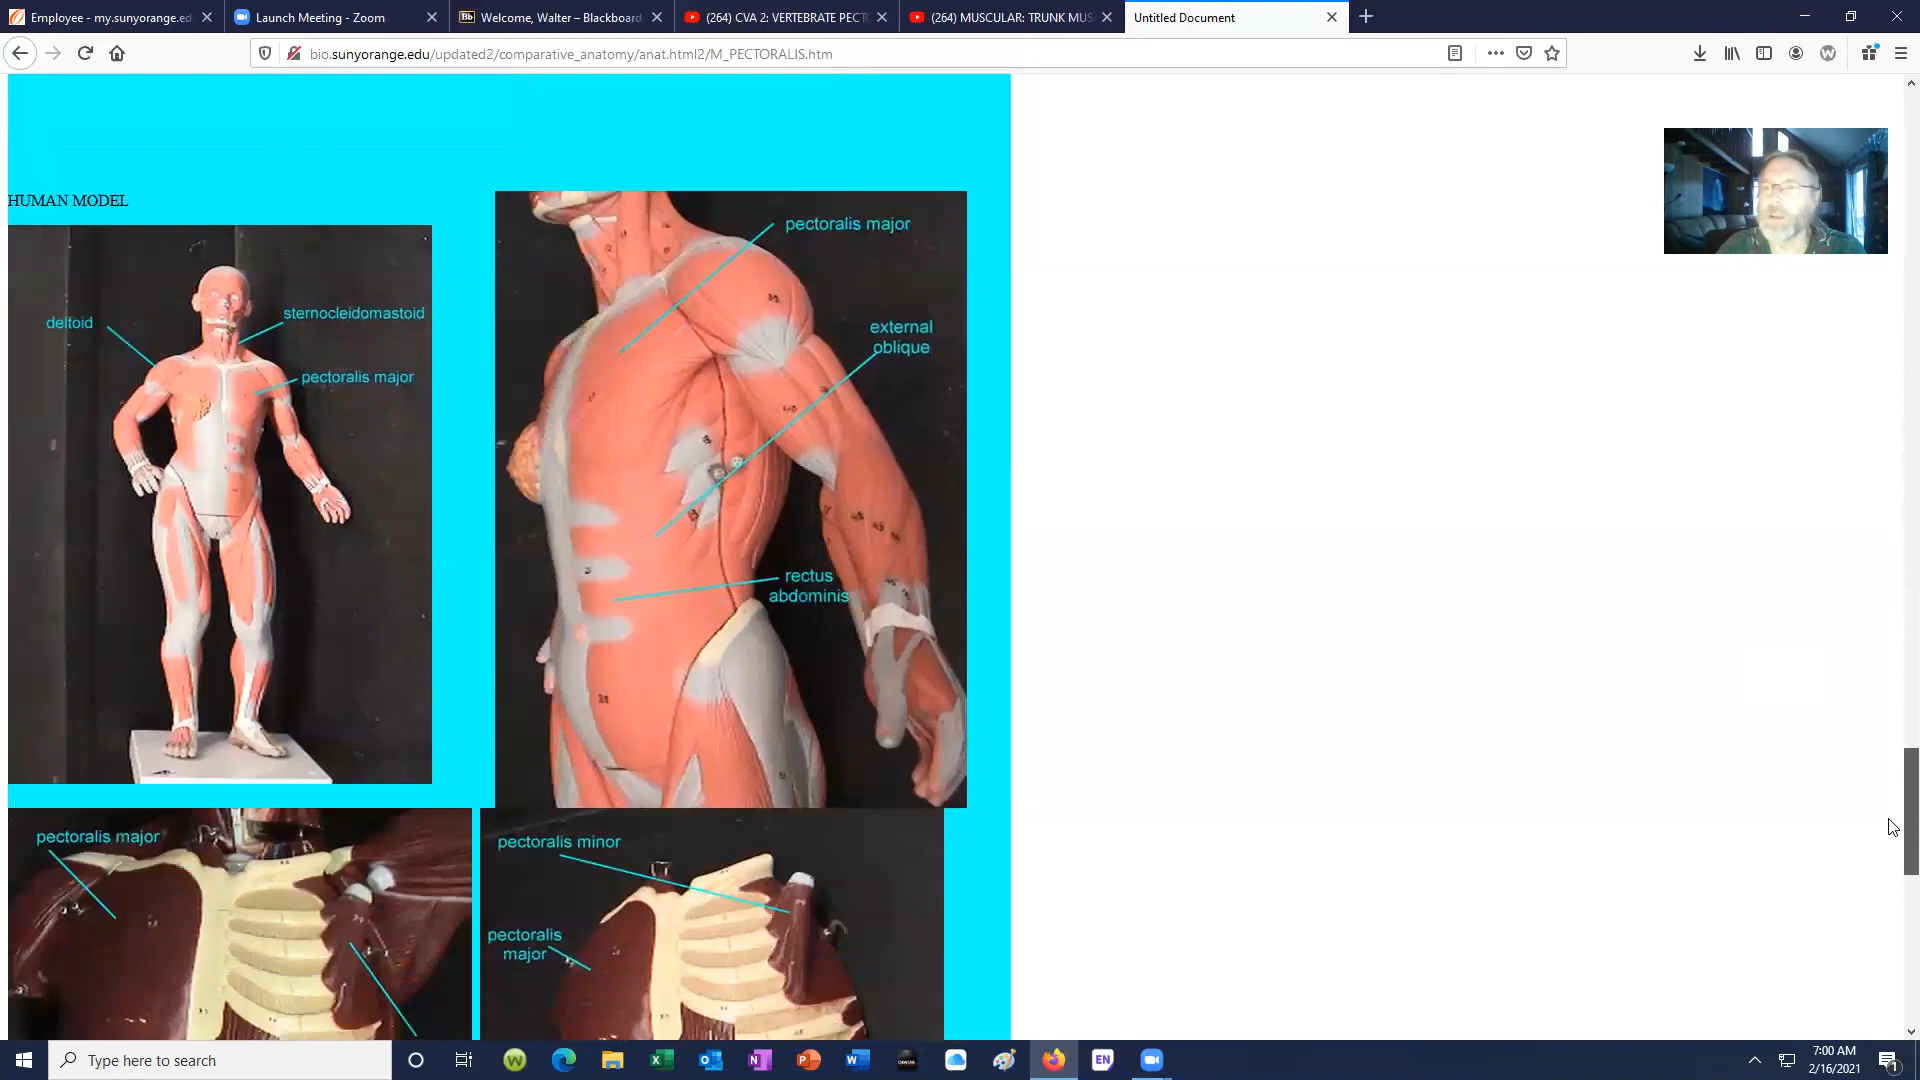 Employee - my.sunyorange.ed
Launch Meeting - Zoom
Welcome, Walter – Blackboard
(264) CVA 2: VERTEBRATE PECT
(264) MUSCULAR: TRUNK MUS
Untitled Document
bio.sunyorange.edu/updated2/comparative_anatomy/anat.html2/M_PECTORALIS.htm
HUMAN MODEL
deltoid
sternocleidomastoid
pectoralis major
pectoralis major
external
oblique
rectus
abdominis
pectoralis major
pectoralis minor
pectoralis
major
Type here to search
EN
7:00 AM
2/16/2021
1